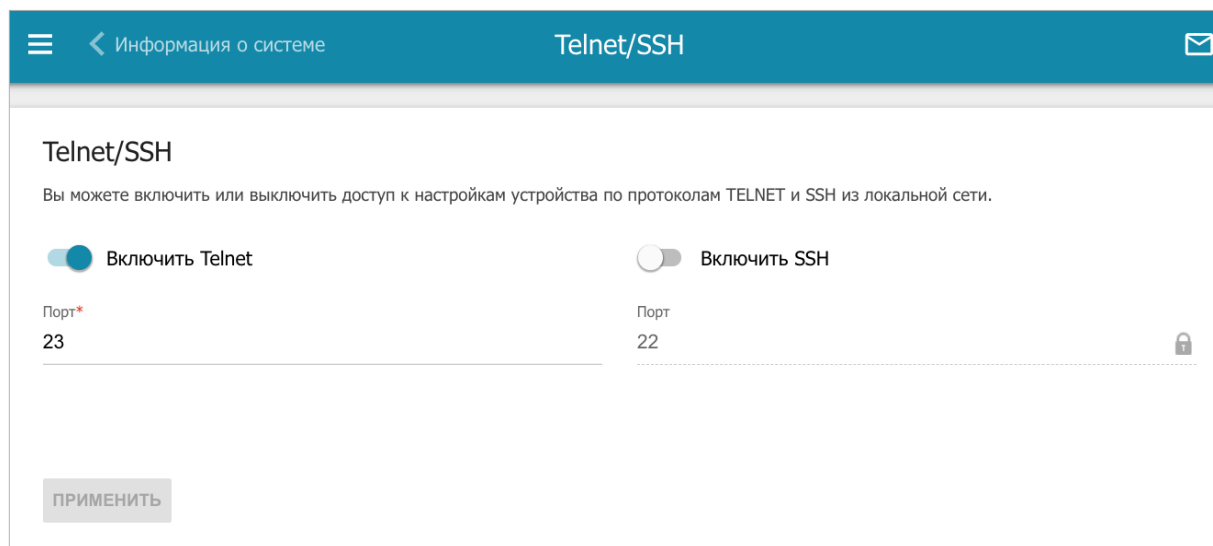 Информация о системе
Telnet/SSH
Telnet/SSH
Вы можете включить или выключить доступ к настройкам устройства по протоколам TELNET и SSH из локальной сети.
Включить Telnet
Включить SSH
Порт*
Порт
23
22
ПРИМЕНИТЬ